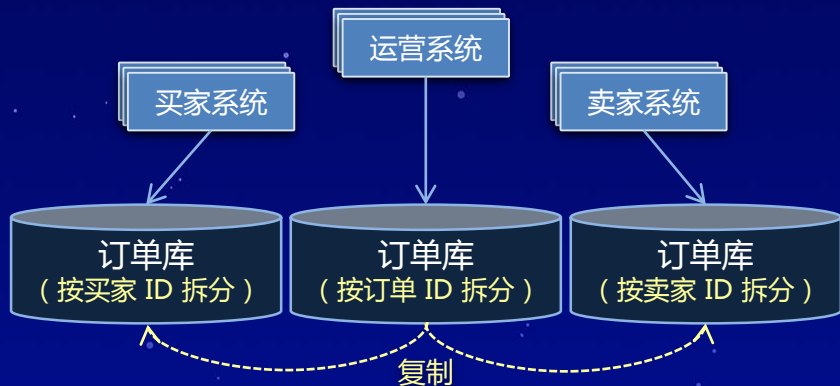 运营系统
买家系统
卖家系统
订单库
（按买家 ID 拆分）
订单库
（按订单 ID 拆分）
订单库
（按卖家 ID 拆分）
复制